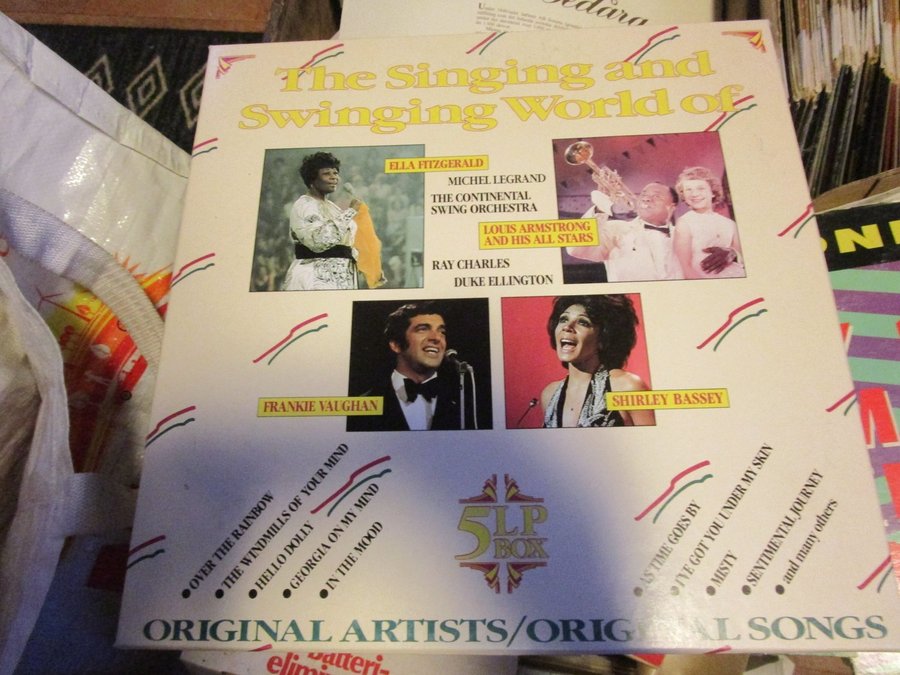 The Singing and
Swinging World of
ELLA FITZGERALD
MICHEL LEGRAND
THE CONTINENTAL
SWING ORCHESTRA
LOUIS ARMSTRONG
AND HIS ALL STARS
RAY CHARLES
DUKE ELLINGTON
FRANKIE VAUGHAN
SHIRLEY BASSEY
● OVER THE RAINBOW
● THE WINDMILLS OF YOUR MIND
● HELLO DOLLY
● GEORGIA ON MY MIND
● IN THE MOOD
5 LP
BOX
● AS TIME GOES BY
● I'VE GOT YOU UNDER MY SKIN
● MISTY
● SENTIMENTAL JOURNEY
● and many others
ORIGINAL ARTISTS/ORIGINAL SONGS
Batteri-